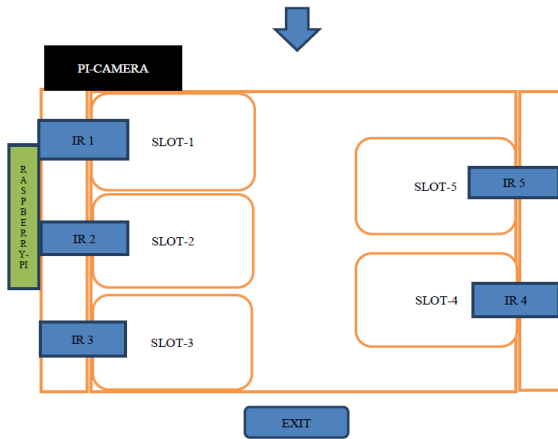 PI-CAMERA
IR 1
SLOT-1
RASPBERRY-PI
IR 2
SLOT-2
IR 3
SLOT-3
SLOT-5
IR 5
SLOT-4
IR 4
EXIT